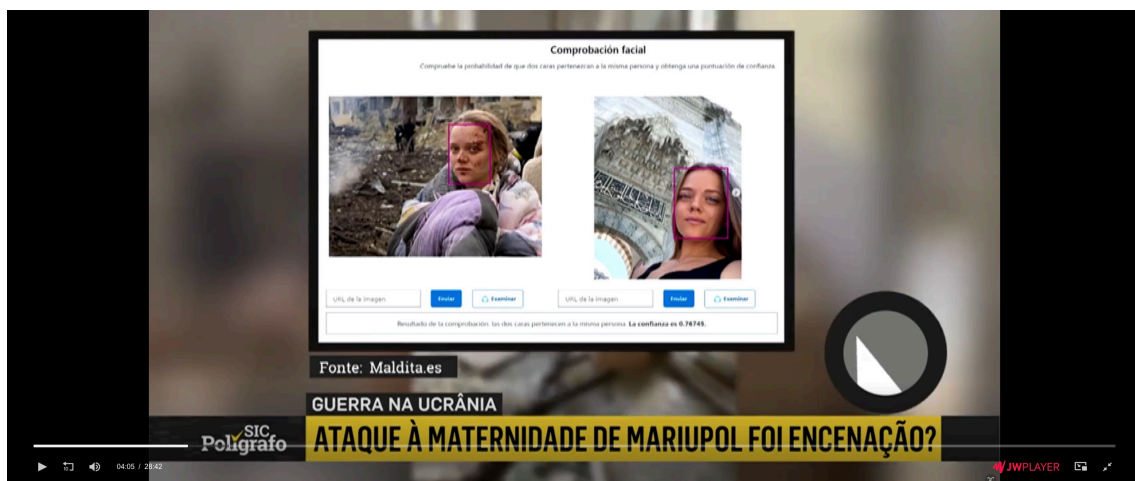 Comprobación facial
Compruebe la probabilidad de que dos caras pertenezcan a la misma persona y obtenga una puntuación de confianza
URL de la imagen
Enviar
Examinar
URL de la imagen
Enviar
Examinar
Resultado de la comprobación: las dos caras pertenecen a la misma persona. La confianza es 0.76745.
Fonte: Maldita.es
GUERRA NA UCRÂNIA
SIC
Polígrafo
ATAQUE À MATERNIDADE DE MARIUPOL FOI ENCENAÇÃO?
10
04:05 / 28:42
JWPLAYER